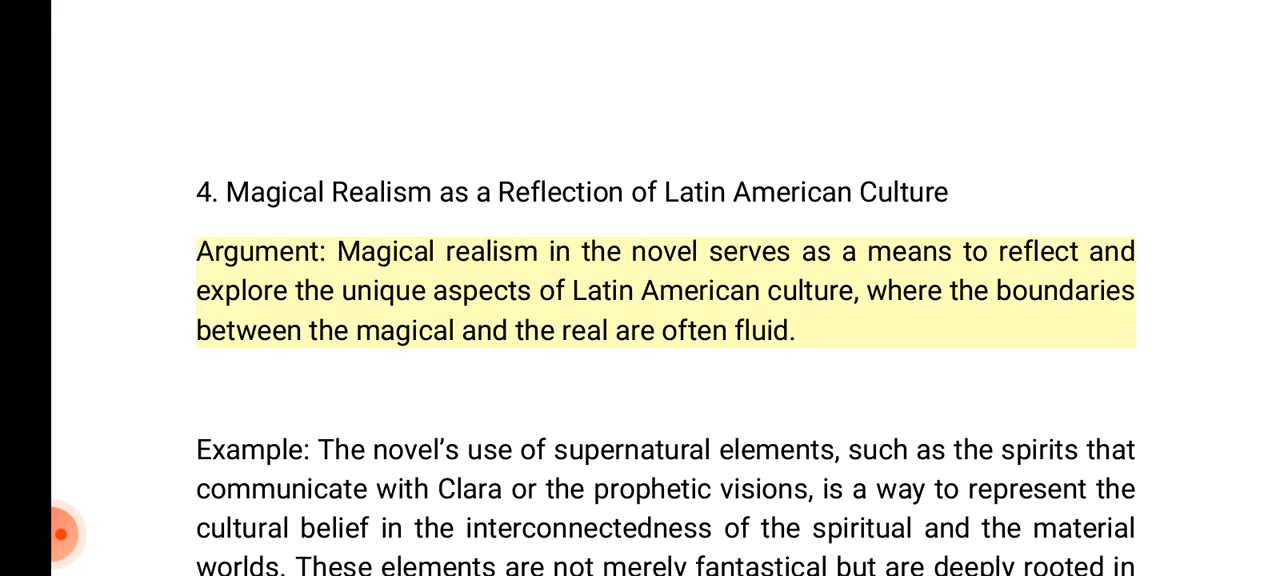 4. Magical Realism as a Reflection of Latin American Culture
Argument: Magical realism in the novel serves as a means to reflect and
explore the unique aspects of Latin American culture, where the boundaries
between the magical and the real are often fluid.
Example: The novel’s use of supernatural elements, such as the spirits that
communicate with Clara or the prophetic visions, is a way to represent the
cultural belief in the interconnectedness of the spiritual and the material
worlds. These elements are not merely fantastical but are deeply rooted in